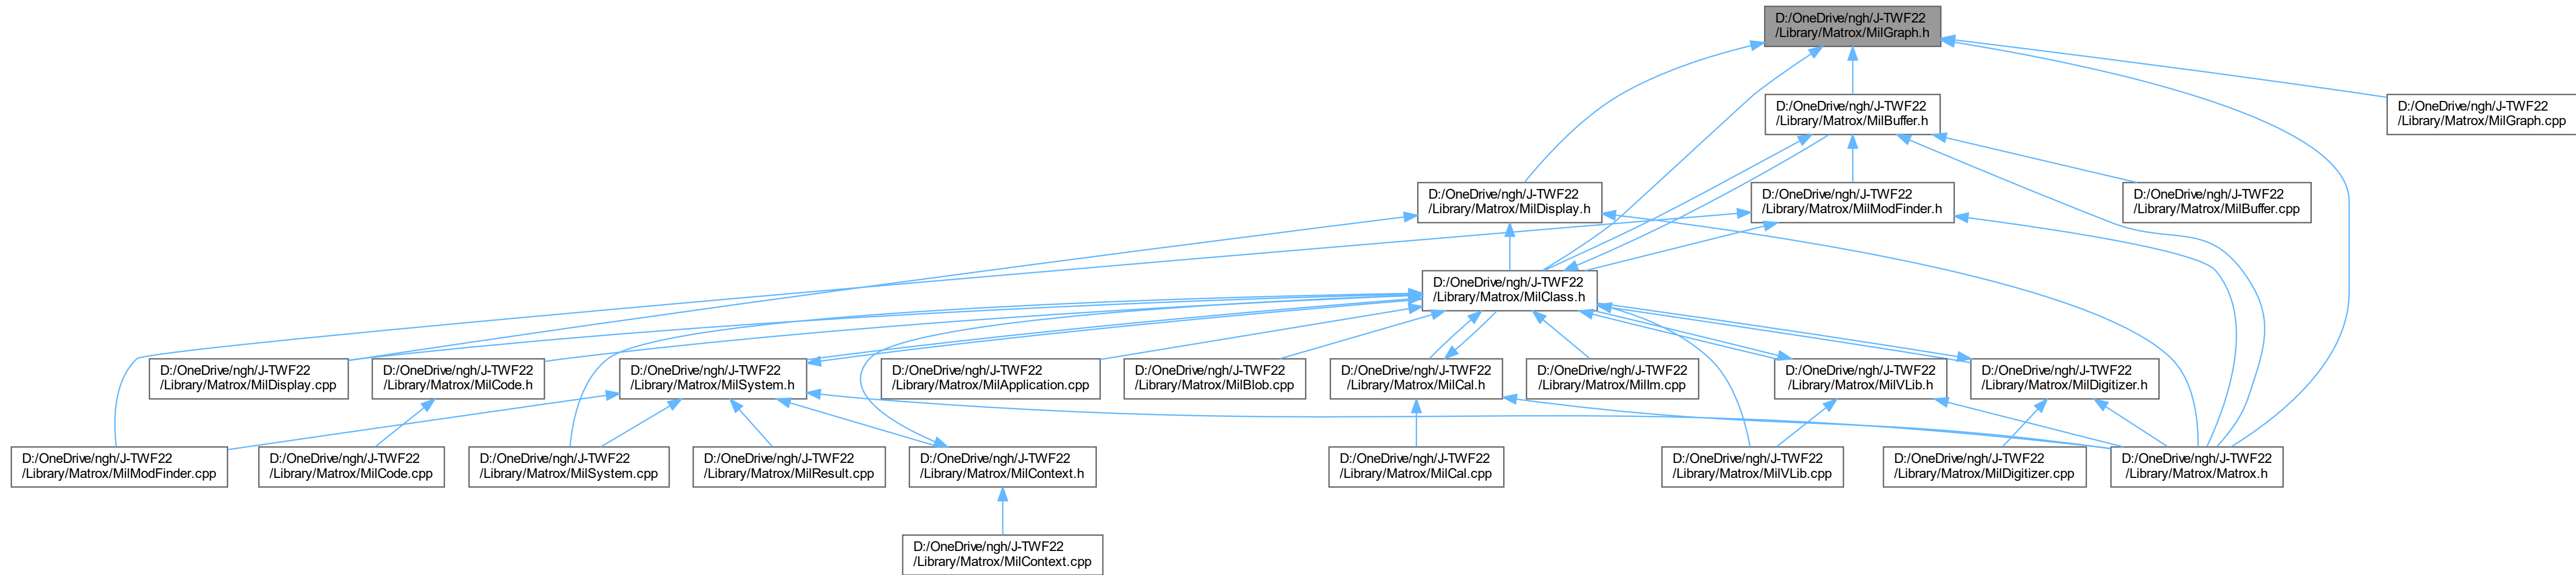 D:/OneDrive/ngh/J-TWF22
/Library/Matrox/MilGraph.h
D:/OneDrive/ngh/J-TWF22
/Library/Matrox/MilBuffer.h
D:/OneDrive/ngh/J-TWF22
/Library/Matrox/MilGraph.cpp
D:/OneDrive/ngh/J-TWF22
/Library/Matrox/MilDisplay.h
D:/OneDrive/ngh/J-TWF22
/Library/Matrox/MilModFinder.h
D:/OneDrive/ngh/J-TWF22
/Library/Matrox/MilBuffer.cpp
D:/OneDrive/ngh/J-TWF22
/Library/Matrox/MilClass.h
D:/OneDrive/ngh/J-TWF22
/Library/Matrox/MilDisplay.cpp
D:/OneDrive/ngh/J-TWF22
/Library/Matrox/MilCode.h
D:/OneDrive/ngh/J-TWF22
/Library/Matrox/MilSystem.h
D:/OneDrive/ngh/J-TWF22
/Library/Matrox/MilApplication.cpp
D:/OneDrive/ngh/J-TWF22
/Library/Matrox/MilBlob.cpp
D:/OneDrive/ngh/J-TWF22
/Library/Matrox/MilCal.h
D:/OneDrive/ngh/J-TWF22
/Library/Matrox/MilIm.cpp
D:/OneDrive/ngh/J-TWF22
/Library/Matrox/MilVLib.h
D:/OneDrive/ngh/J-TWF22
/Library/Matrox/MilDigitizer.h
D:/OneDrive/ngh/J-TWF22
/Library/Matrox/MilModFinder.cpp
D:/OneDrive/ngh/J-TWF22
/Library/Matrox/MilCode.cpp
D:/OneDrive/ngh/J-TWF22
/Library/Matrox/MilSystem.cpp
D:/OneDrive/ngh/J-TWF22
/Library/Matrox/MilResult.cpp
D:/OneDrive/ngh/J-TWF22
/Library/Matrox/MilContext.h
D:/OneDrive/ngh/J-TWF22
/Library/Matrox/MilCal.cpp
D:/OneDrive/ngh/J-TWF22
/Library/Matrox/MilVLib.cpp
D:/OneDrive/ngh/J-TWF22
/Library/Matrox/MilDigitizer.cpp
D:/OneDrive/ngh/J-TWF22
/Library/Matrox/Matrox.h
D:/OneDrive/ngh/J-TWF22
/Library/Matrox/MilContext.cpp